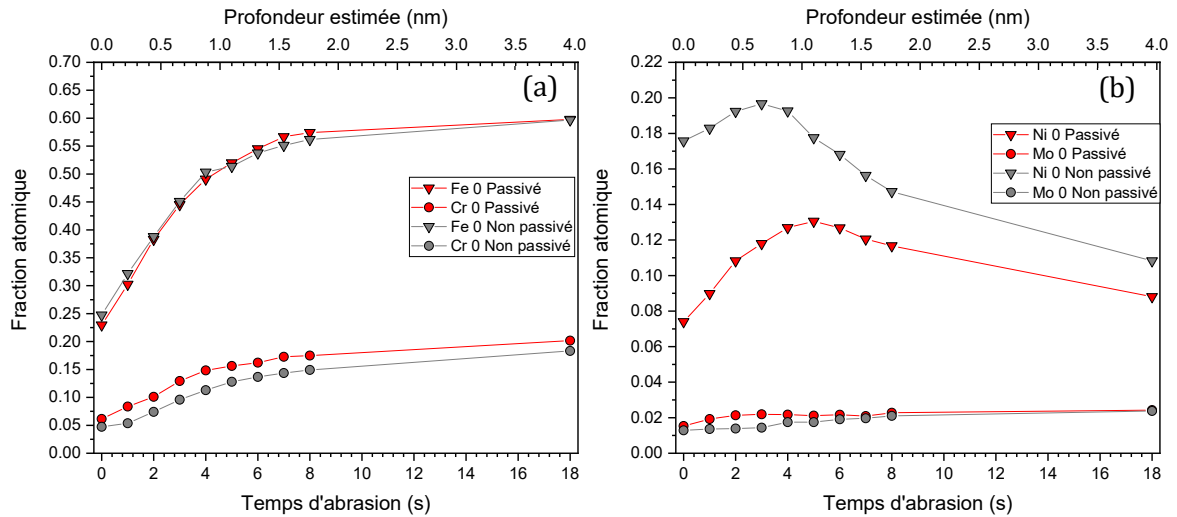 Profondeur estimée (nm)
0.0 0.5 1.0 1.5 2.0 2.5 3.0 3.5 4.0
0.70
0.65
0.60
0.55
0.50
0.45
0.40
0.35
0.30
0.25
0.20
0.15
0.10
0.05
0.00
Fraction atomique
(a)
Fe 0 Passivé
Cr 0 Passivé
Fe 0 Non passivé
Cr 0 Non passivé
0 2 4 6 8 10 12 14 16 18
Temps d'abrasion (s)
Profondeur estimée (nm)
0.0 0.5 1.0 1.5 2.0 2.5 3.0 3.5 4.0
0.22
0.20
0.18
0.16
0.14
0.12
0.10
0.08
0.06
0.04
0.02
0.00
Fraction atomique
(b)
Ni 0 Passivé
Mo 0 Passivé
Ni 0 Non passivé
Mo 0 Non passivé
0 2 4 6 8 10 12 14 16 18
Temps d'abrasion (s)